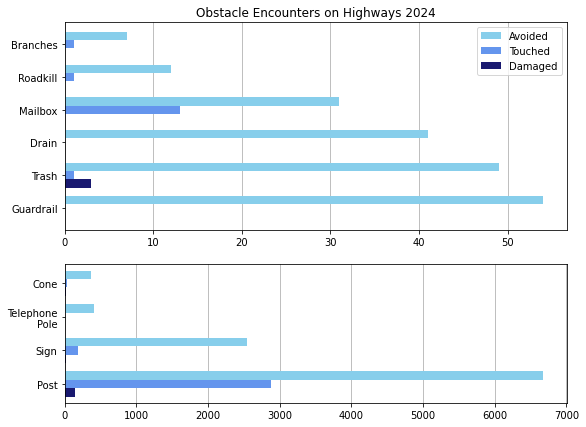 Obstacle Encounters on Highways 2024
Avoided
Touched
Damaged
Branches
Roadkill
Mailbox
Drain
Trash
Guardrail
0 10 20 30 40 50
Cone
Telephone
Pole
Sign
Post
0 1000 2000 3000 4000 5000 6000 7000